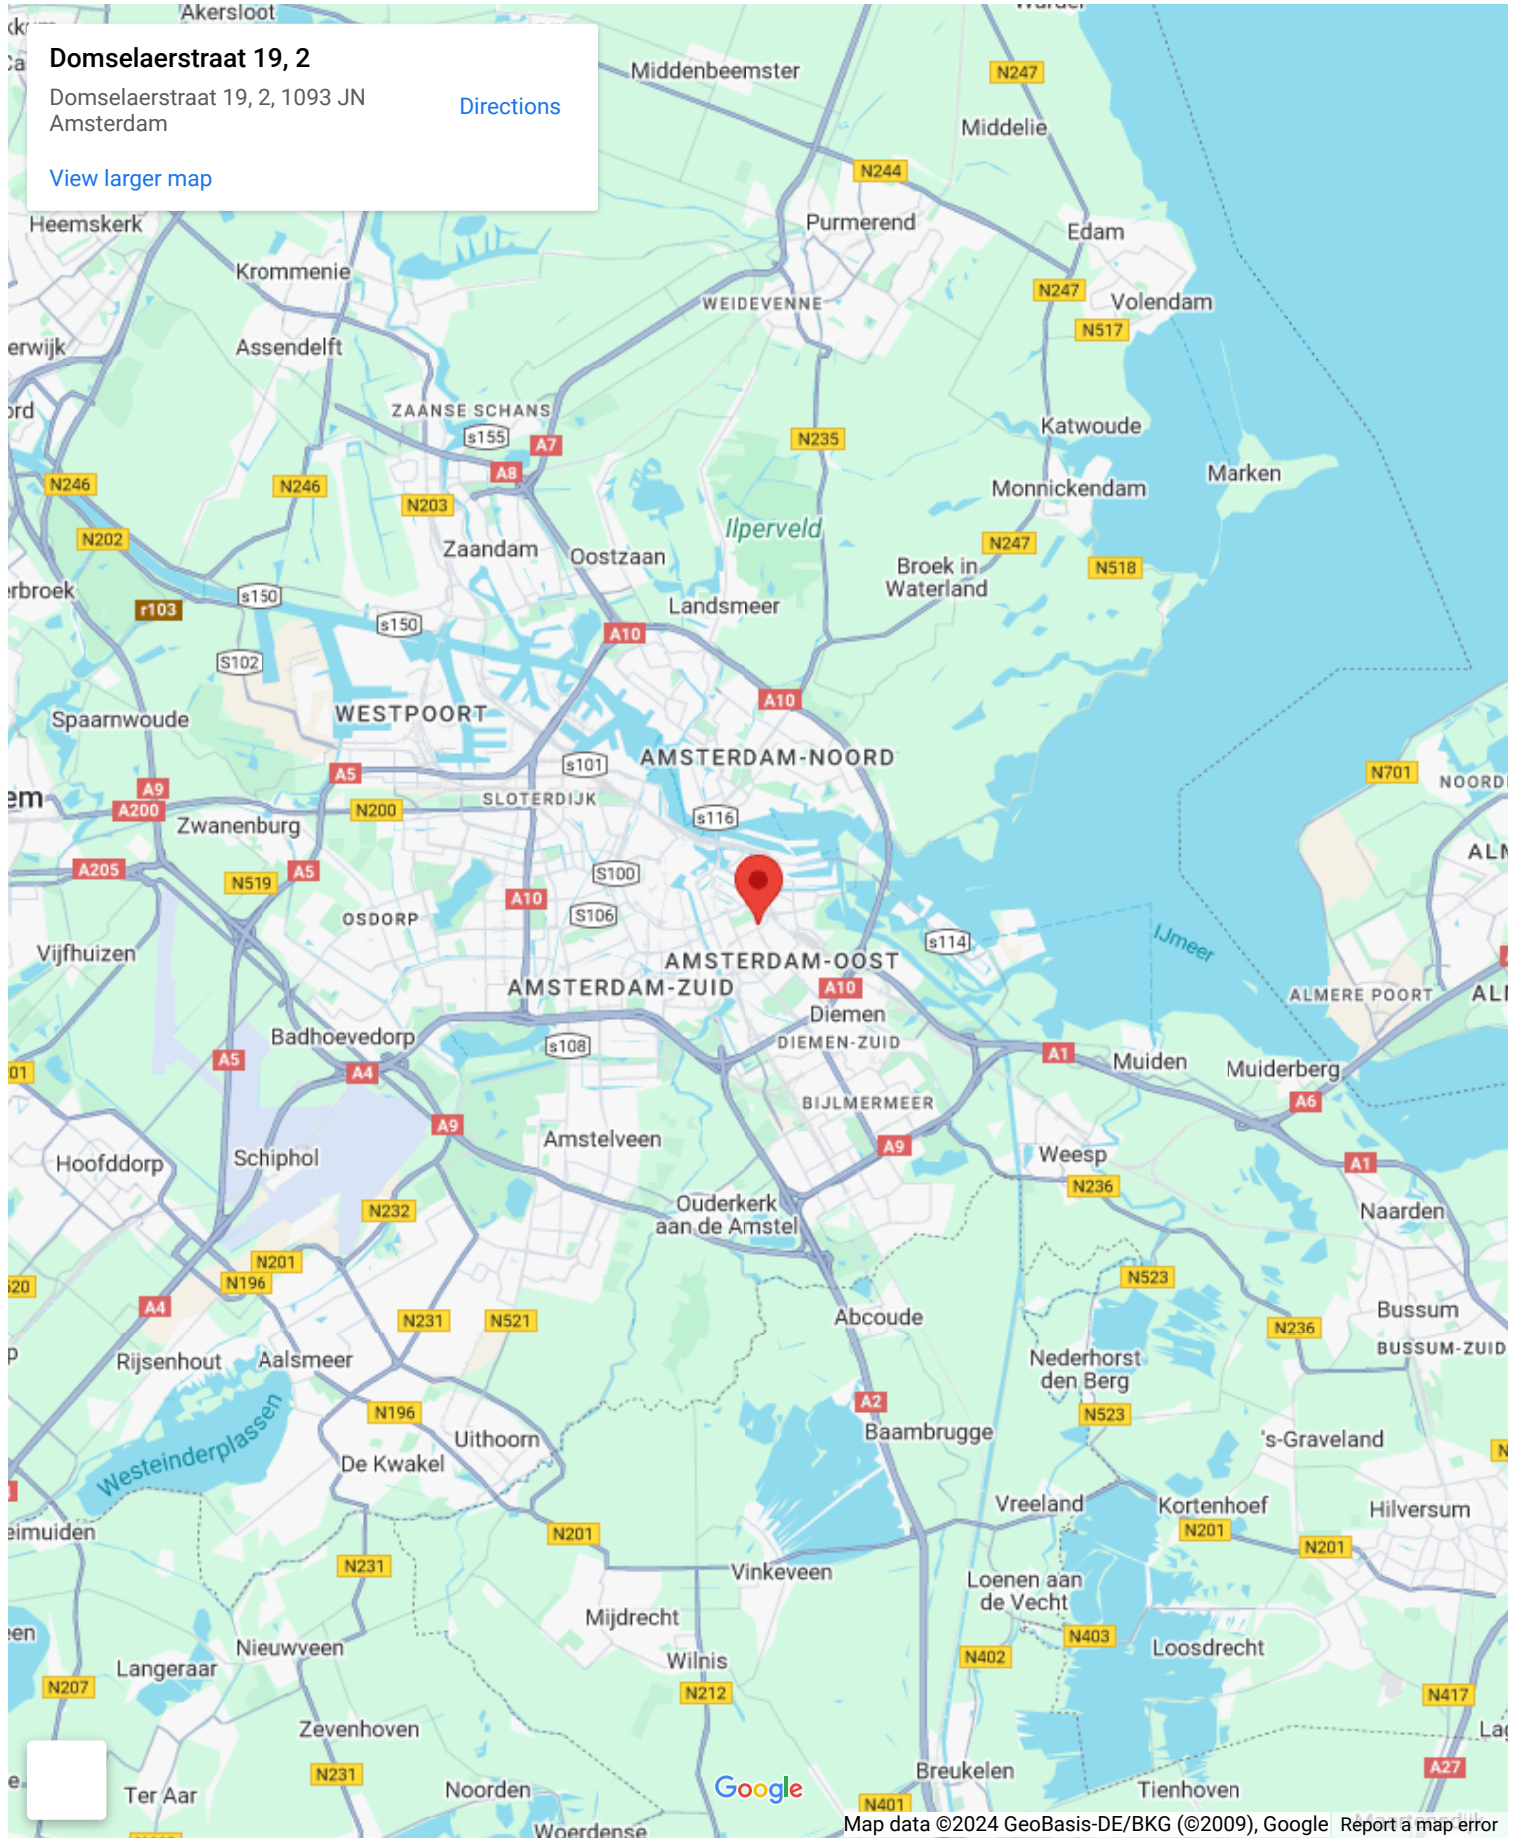 Akersloot
Domselaerstraat 19, 2
Domselaerstraat 19, 2, 1093 JN
Amsterdam
Directions
View larger map
Middenbeemster
N247
Middelie
N244
Heemskerk
Purmerend
Edam
Krommenie
WEIDEVENNE
N247
Volendam
N517
Assendelft
ZAANSE SCHANS
s155
A7
N235
Katwoude
A8
Marken
N246
N246
N203
Monnickendam
Ilperveld
N202
Zaandam
Oostzaan
N247
Broek in
Waterland
N518
s150
r103
s150
Landsmeer
A10
S102
A10
Spaarnwoude
WESTPOORT
AMSTERDAM-NOORD
s101
A5
N701
A9
A200
N200
SLOTERDIJK
s116
Zwanenburg
A205
N519
A5
S100
A10
OSDORP
S106
Vijfhuizen
s114
IJmeer
AMSTERDAM-OOST
AMSTERDAM-ZUID
A10
ALMERE POORT
Diemen
Badhoevedorp
s108
DIEMEN-ZUID
A5
A4
A1
Muiden
Muiderberg
A6
BIJLMERMEER
A9
Amstelveen
A9
Schiphol
Hoofddorp
Weesp
A1
N236
N232
Ouderkerk
aan de Amstel
Naarden
N201
N196
N523
A4
N231
N521
Abcoude
Bussum
N236
BUSSUM-ZUID
Rijsenhout
Aalsmeer
Nederhorst
den Berg
A2
N196
N523
Baambrugge
Westeinderplassen
Uithoorn
's-Graveland
De Kwakel
Vreeland
Kortenhoef
Hilversum
N201
N201
N201
N231
Vinkeveen
Loenen aan
de Vecht
Mijdrecht
N403
Nieuwveen
Loosdrecht
Wilnis
N402
Langeraar
N207
N212
N417
Zevenhoven
A27
N231
Breukelen
Ter Aar
Noorden
Google
Tienhoven
N401
Woerdense
Map data ©2024 GeoBasis-DE/BKG (©2009), Google
Report a map error